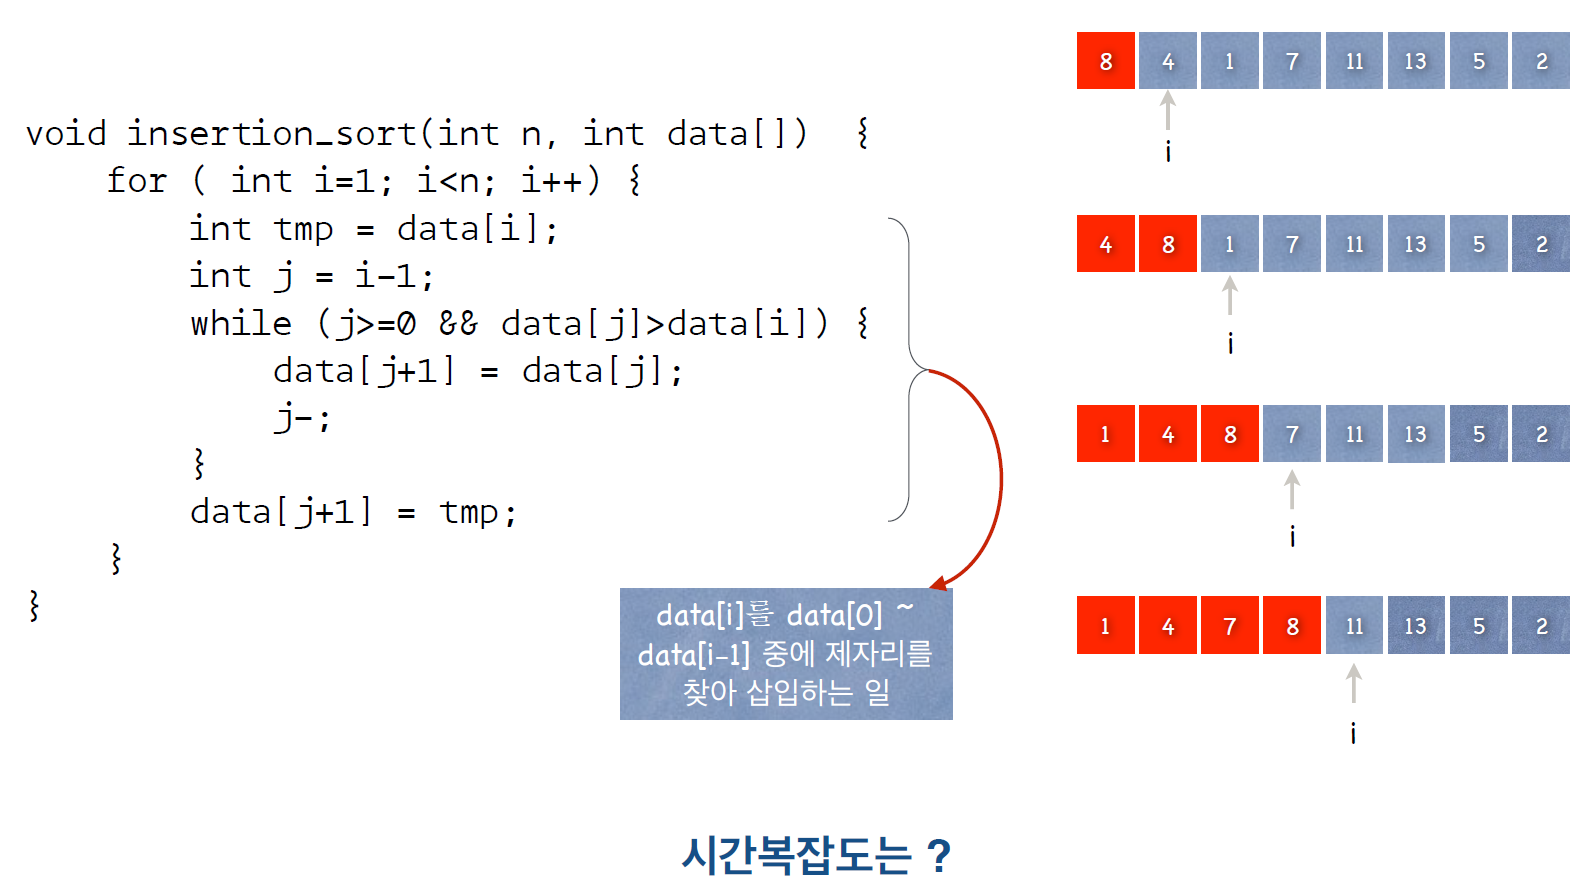 void insertion_sort(int n, int data[]) {
for ( int i=1; i<n; i++) {
int tmp = data[i];
int j = i-1;
while (j>=0 && data[j]>data[i]) {
data[j+1] = data[j];
j-;
}
data[j+1] = tmp;
}
}
data[i]를 data[0] ~
data[i-1] 중에 제자리를
찾아 삽입하는 일
8 4 1 7 11 13 5 2
i
4 8 1 7 11 13 5 2
i
1 4 8 7 11 13 5 2
i
1 4 7 8 11 13 5 2
i
시간복잡도는 ?